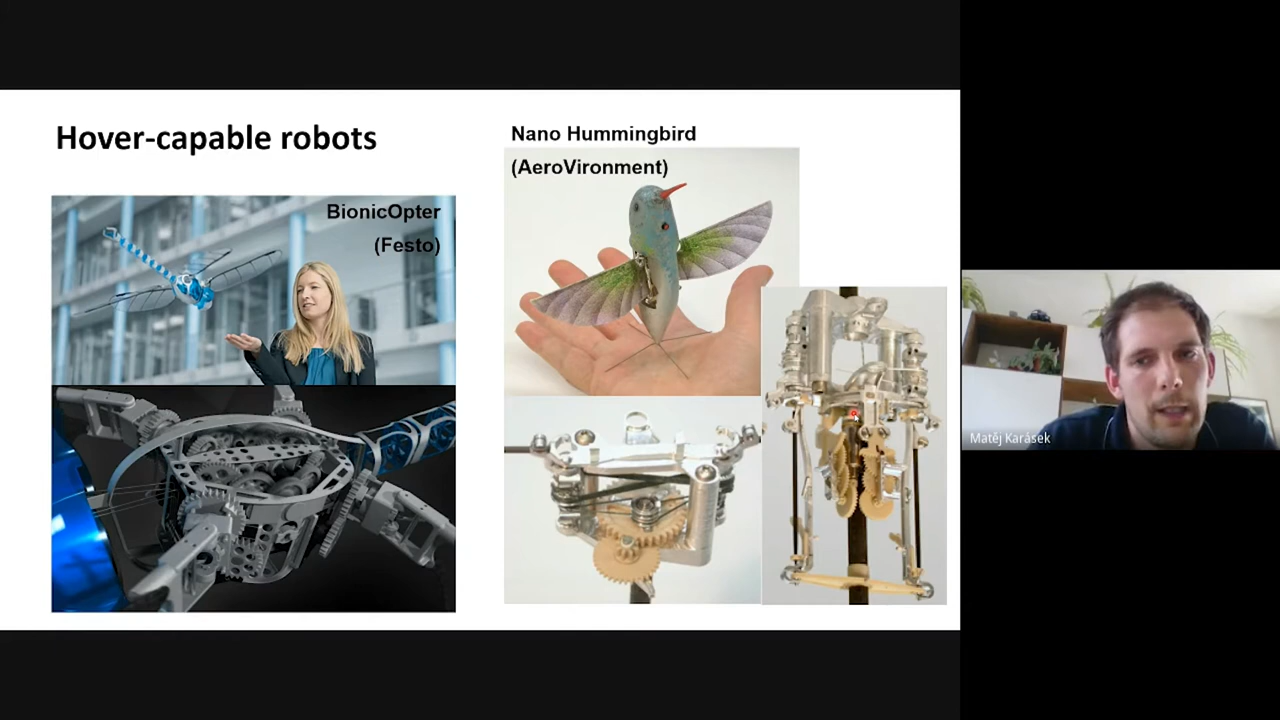 Hover-capable robots
BionicOpter
(Festo)
Nano Hummingbird
(AeroVironment)
Matěj Karásek